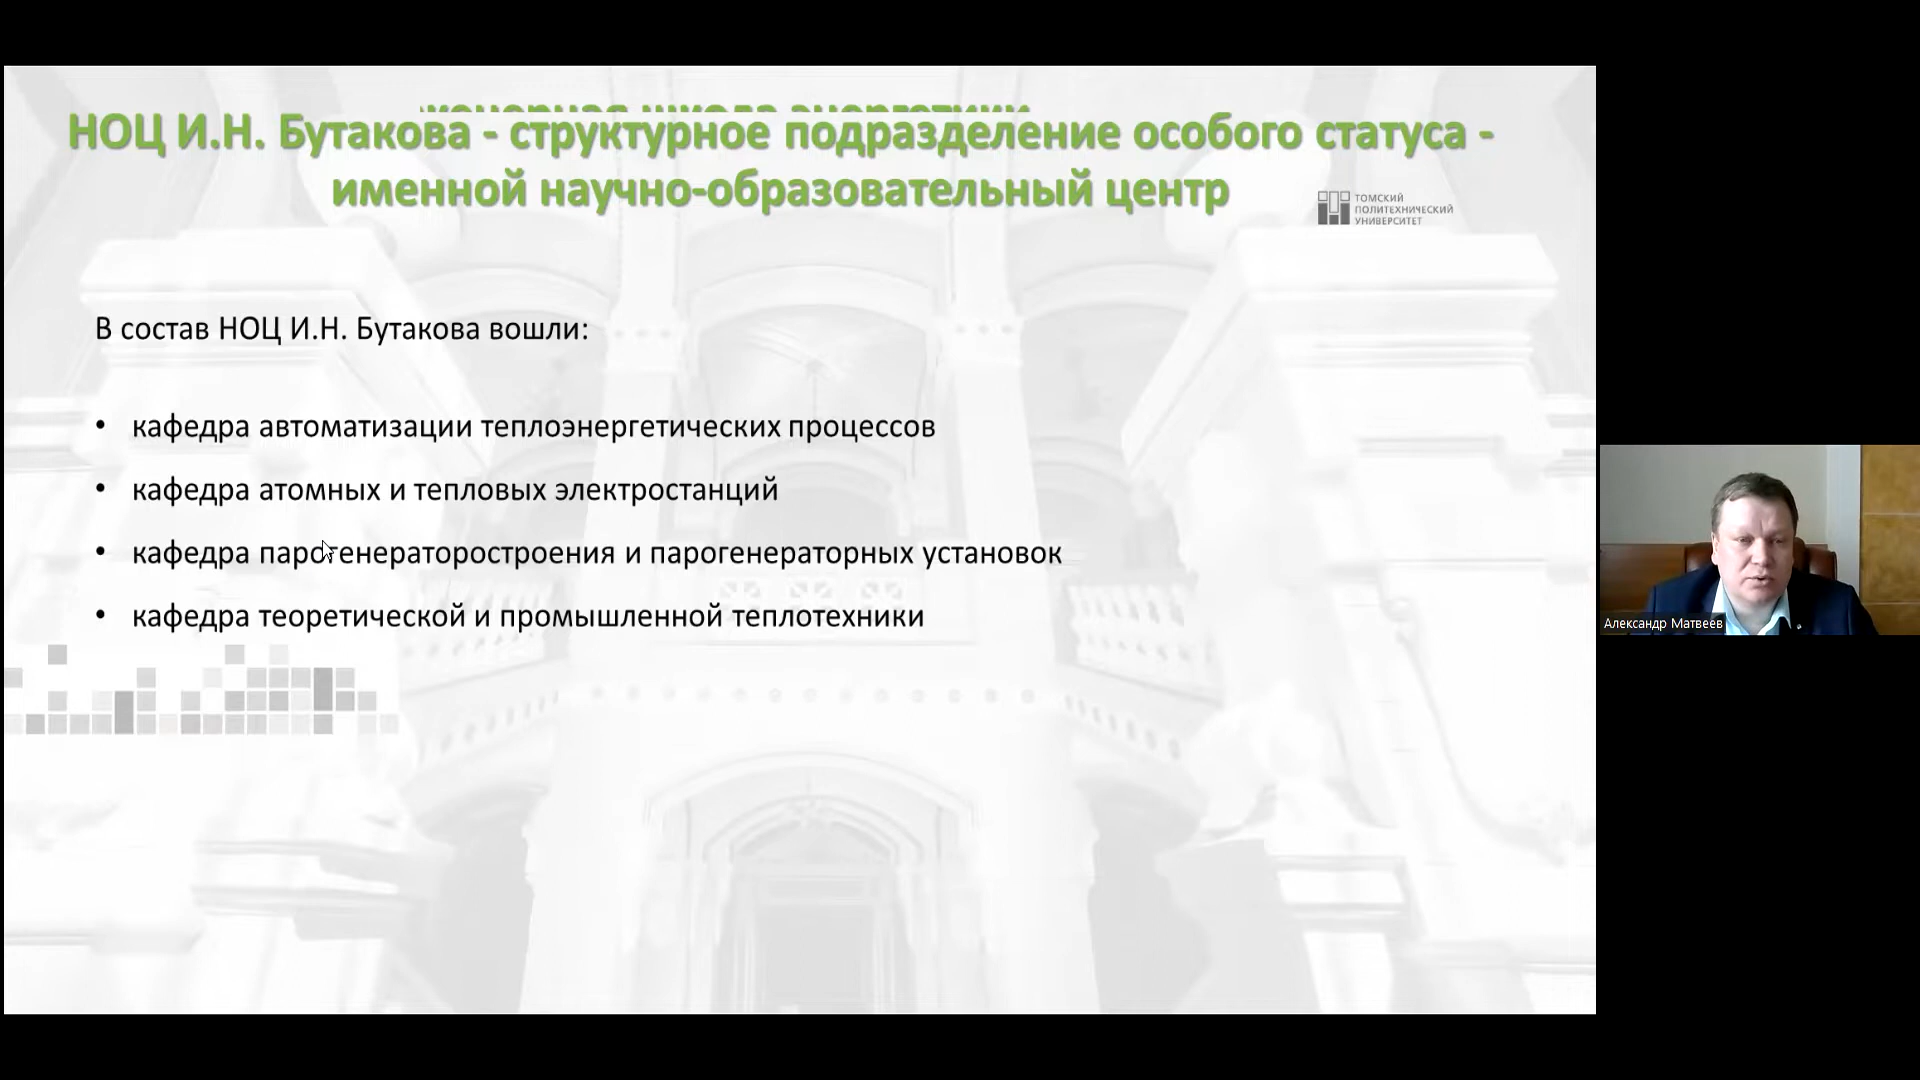 НОЦ И.Н. Бутакова - структурное подразделение особого статуса -
именной научно-образовательный центр
ТОМСКИЙ
ПОЛИТЕХНИЧЕСКИЙ
УНИВЕРСИТЕТ
В состав НОЦ И.Н. Бутакова вошли:
• кафедра автоматизации теплоэнергетических процессов
• кафедра атомных и тепловых электростанций
• кафедра парогенераторостроения и парогенераторных установок
• кафедра теоретической и промышленной теплотехники
Александр Матвеев